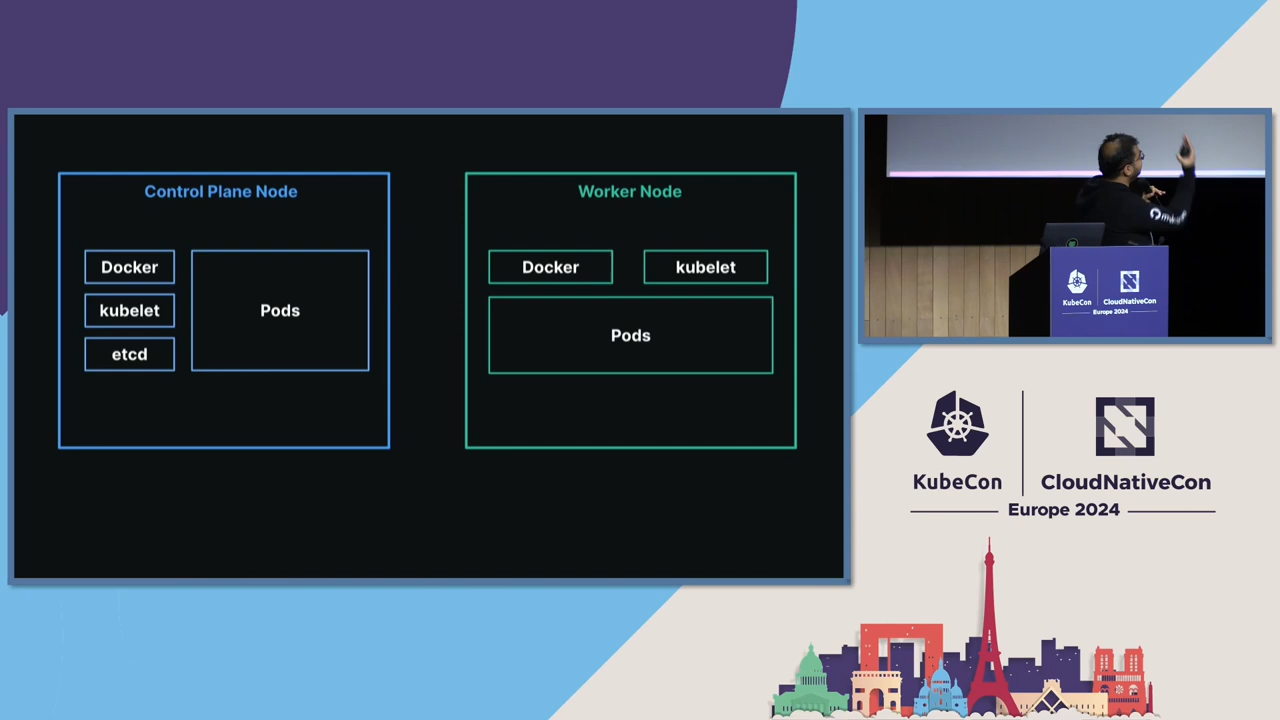 Control Plane Node
Docker
kubelet
etcd
Pods
Worker Node
Docker
kubelet
Pods
KubeCon
CloudNativeCon
Europe 2024
KubeCon
CloudNativeCon
Europe 2024